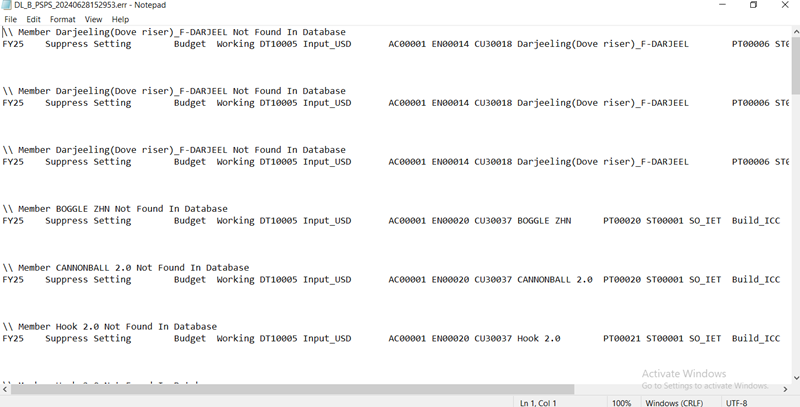 DL_B_PSPS_20240628152953.err - Notepad
File Edit Format View Help
\\ Member Darjeeling(Dove riser)_F-DARJEEL Not Found In Database
FY25 Suppress Setting Budget Working DT10005 Input_USD AC00001 EN00014 CU30018 Darjeeling(Dove riser)_F-DARJEEL PT00006 ST0
\\ Member Darjeeling(Dove riser)_F-DARJEEL Not Found In Database
FY25 Suppress Setting Budget Working DT10005 Input_USD AC00001 EN00014 CU30018 Darjeeling(Dove riser)_F-DARJEEL PT00006 ST0
\\ Member Darjeeling(Dove riser)_F-DARJEEL Not Found In Database
FY25 Suppress Setting Budget Working DT10005 Input_USD AC00001 EN00014 CU30018 Darjeeling(Dove riser)_F-DARJEEL PT00006 ST0
\\ Member BOGGLE ZHN Not Found In Database
FY25 Suppress Setting Budget Working DT10005 Input_USD AC00001 EN00020 CU30037 BOGGLE ZHN PT00020 ST00001 SO_IET Build_ICC
\\ Member CANNONBALL 2.0 Not Found In Database
FY25 Suppress Setting Budget Working DT10005 Input_USD AC00001 EN00020 CU30037 CANNONBALL 2.0 PT00020 ST00001 SO_IET Build_ICC
\\ Member Hook 2.0 Not Found In Database
FY25 Suppress Setting Budget Working DT10005 Input_USD AC00001 EN00020 CU30037 Hook 2.0 PT00021 ST00001 SO_IET Build_ICC
Activate Windows
Go to Settings to activate Windows.
Ln 1, Col 1 100% Windows (CRLF) UTF-8